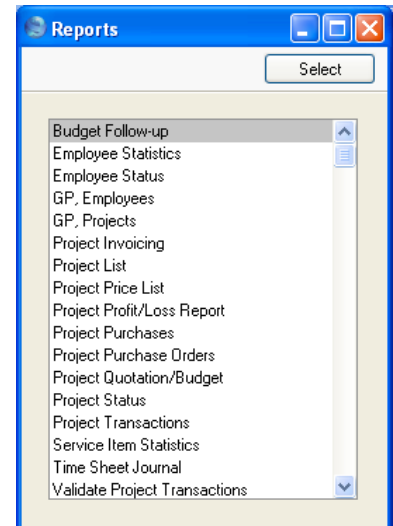 Reports
Select
Budget Follow-up
Employee Statistics
Employee Status
GP, Employees
GP, Projects
Project Invoicing
Project List
Project Price List
Project Profit/Loss Report
Project Purchases
Project Purchase Orders
Project Quotation/Budget
Project Status
Project Transactions
Service Item Statistics
Time Sheet Journal
Validate Project Transactions